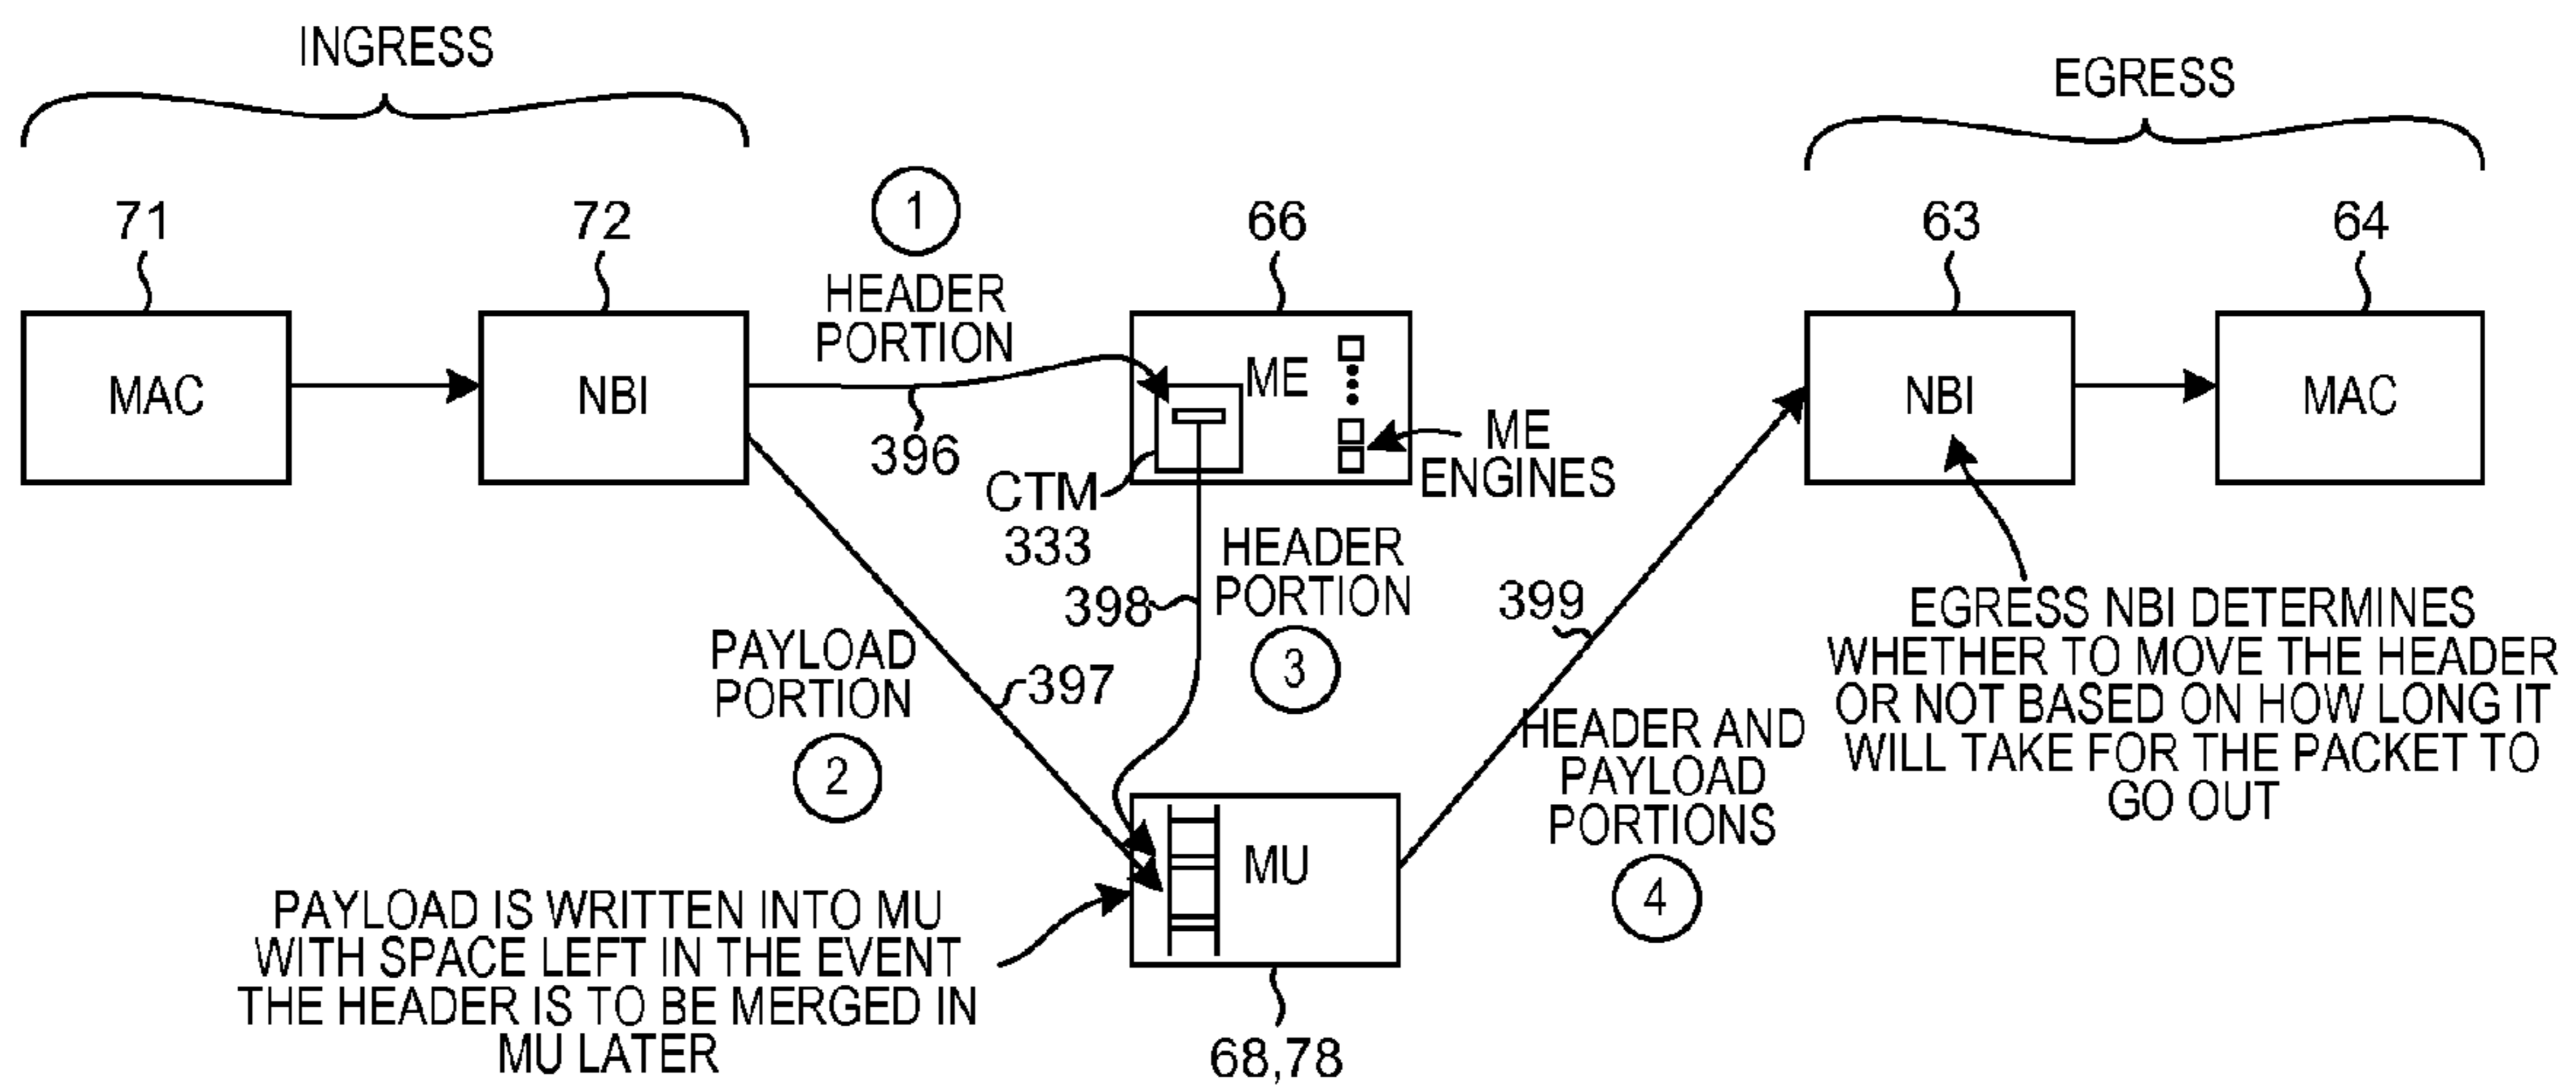 INGRESS
EGRESS
71
72
1
66
63
64
HEADER
PORTION
MAC
NBI
ME
NBI
MAC
396
ME
ENGINES
CTM
333
HEADER
PORTION
398
3
399
EGRESS NBI DETERMINES
WHETHER TO MOVE THE HEADER
OR NOT BASED ON HOW LONG IT
WILL TAKE FOR THE PACKET TO
GO OUT
PAYLOAD
PORTION
397
2
HEADER AND
PAYLOAD
PORTIONS
4
MU
PAYLOAD IS WRITTEN INTO MU
WITH SPACE LEFT IN THE EVENT
THE HEADER IS TO BE MERGED IN
MU LATER
68,78